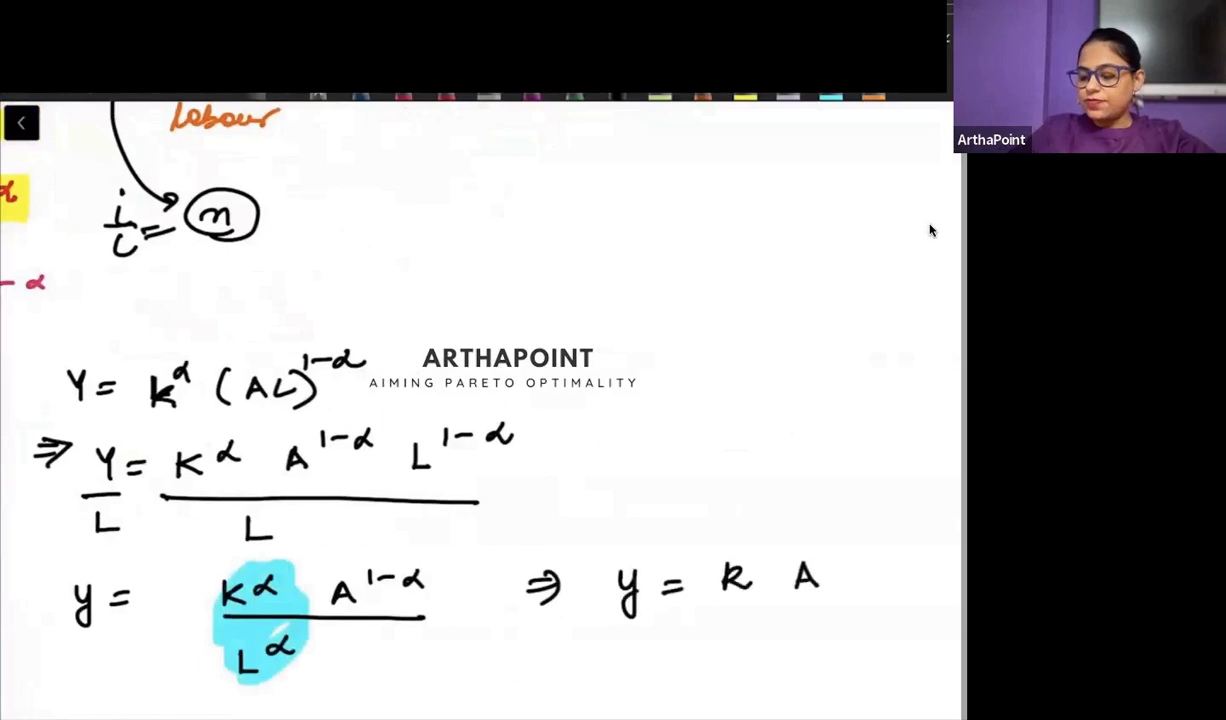 labour
ArthaPoint
α
i/c = n
- α
ARTHAPOINT
AIMING PARETO OPTIMALITY
Y = K^α (AL)^1-α
⇒ Y/L = K^α A^1-α L^1-α / L
y = K^α A^1-α / L^α ⇒ y = k A